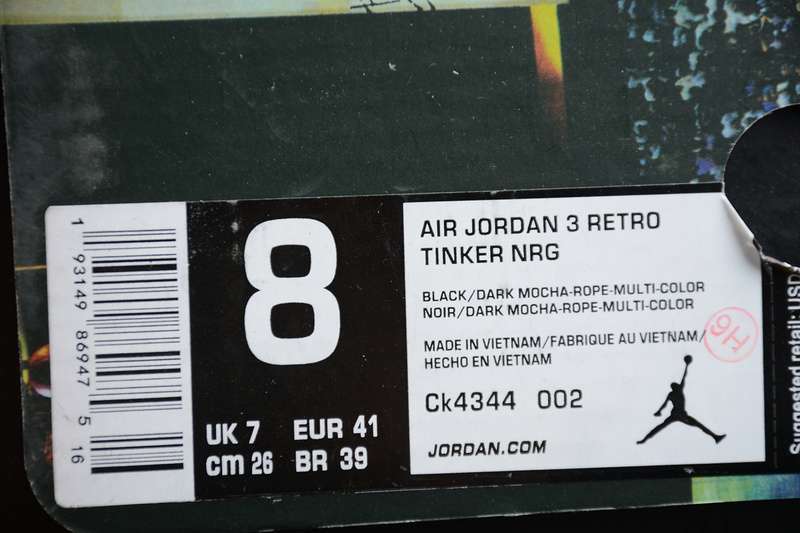 1 93149 86947 5 16
8
UK 7 EUR 41
cm 26 BR 39
AIR JORDAN 3 RETRO
TINKER NRG
BLACK/DARK MOCHA-ROPE-MULTI-COLOR
NOIR/DARK MOCHA-ROPE-MULTI-COLOR
MADE IN VIETNAM/FABRIQUE AU VIETNAM/
HECHO EN VIETNAM
H6
Ck4344 002
JORDAN.COM
Suggested retail: USD